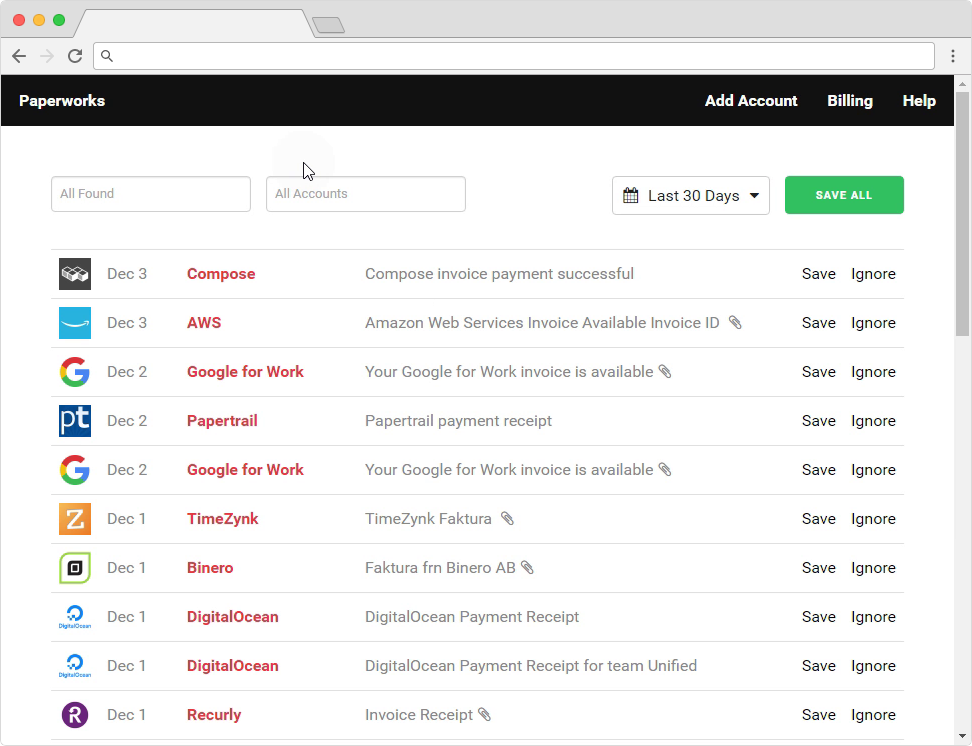 Paperworks Add Account Billing Help
All Found All Accounts Last 30 Days SAVE ALL
Dec 3 Compose Compose invoice payment successful Save Ignore
Dec 3 AWS Amazon Web Services Invoice Available Invoice ID Save Ignore
Dec 2 Google for Work Your Google for Work invoice is available Save Ignore
pt Dec 2 Papertrail Papertrail payment receipt Save Ignore
Dec 2 Google for Work Your Google for Work invoice is available Save Ignore
Z Dec 1 TimeZynk TimeZynk Faktura Save Ignore
Dec 1 Binero Faktura frn Binero AB Save Ignore
DigitalOcean Dec 1 DigitalOcean DigitalOcean Payment Receipt Save Ignore
DigitalOcean Dec 1 DigitalOcean DigitalOcean Payment Receipt for team Unified Save Ignore
R Dec 1 Recurly Invoice Receipt Save Ignore